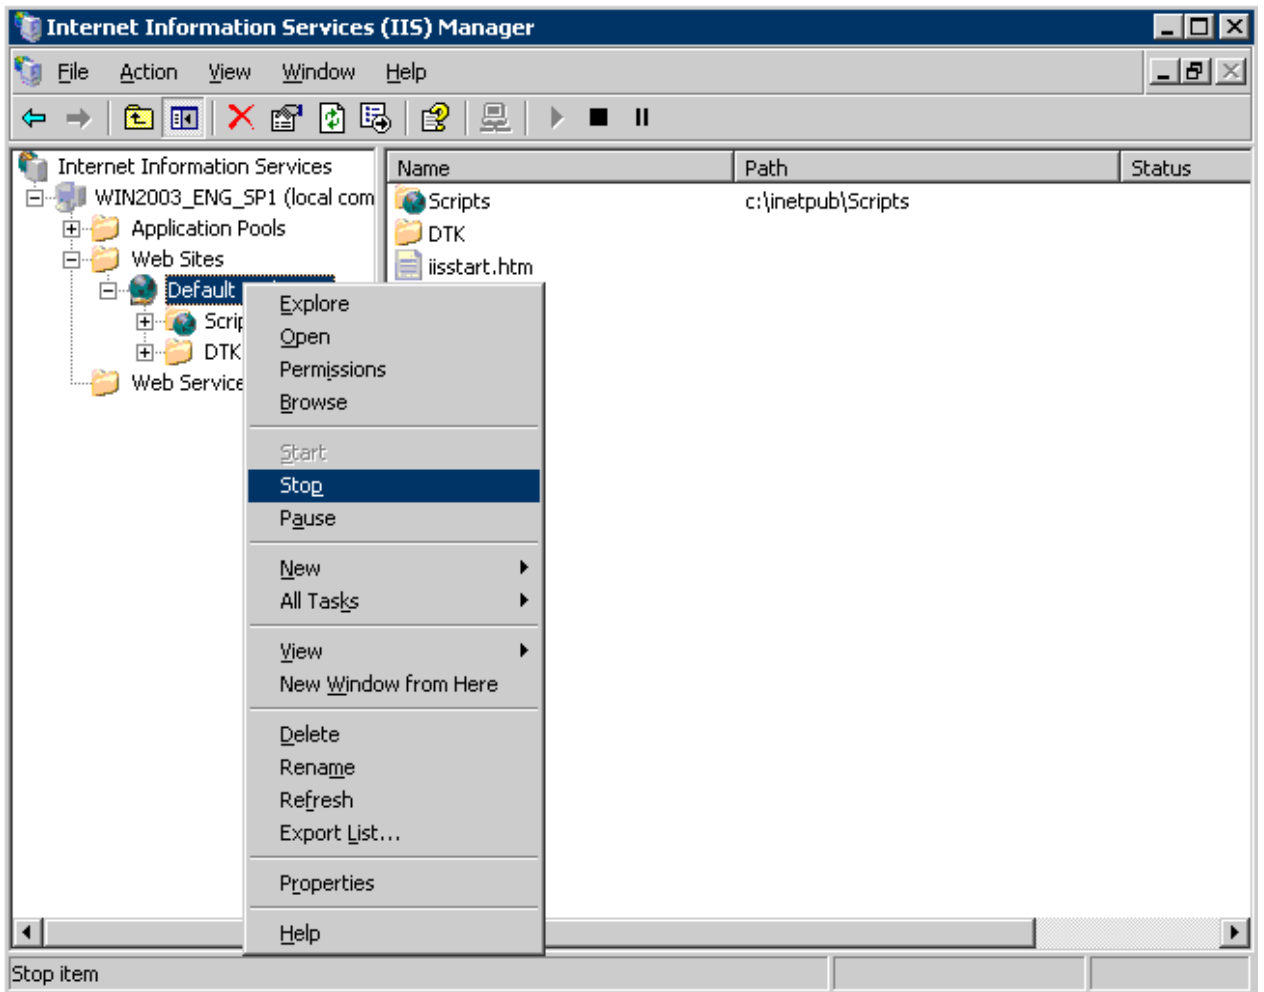 Internet Information Services (IIS) Manager
File Action View Window Help
Internet Information Services
WIN2003_ENG_SP1 (local com
Application Pools
Web Sites
Default
Scrip
DTK
Web Service
Name Path Status
Scripts c:\inetpub\Scripts
DTK
iisstart.htm
Explore
Open
Permissions
Browse
Start
Stop
Pause
New
All Tasks
View
New Window from Here
Delete
Rename
Refresh
Export List...
Properties
Help
Stop item